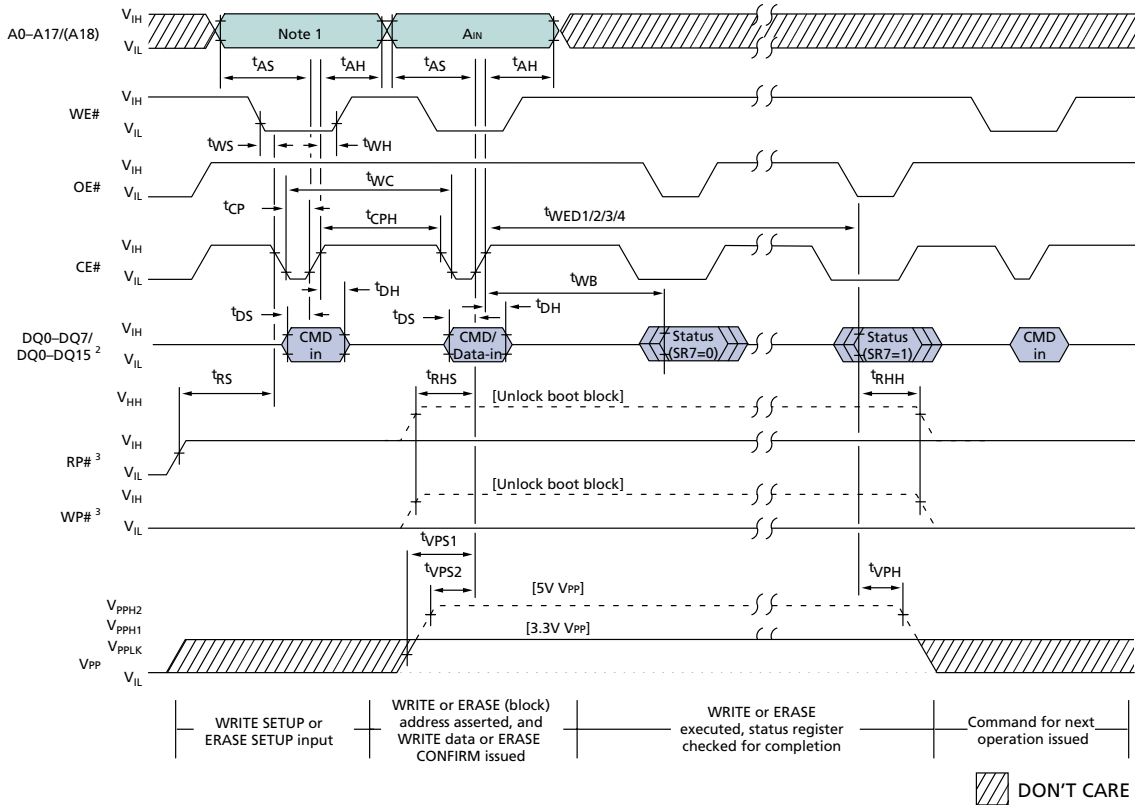 VIH
A0–A17/(A18)
VIL
Note 1
AIN
tAS
tAH
tAS
tAH
VIH
WE#
VIL
tWS
tWH
VIH
OE#
VIL
tWC
tCP
tCPH
tWED1/2/3/4
VIH
CE#
VIL
tWB
tDH
tDS
tDH
tDS
VIH
DQ0–DQ7/
DQ0–DQ15 2
VIL
CMD
in
CMD/
Data-in
Status
(SR7=0)
Status
(SR7=1)
CMD
in
tRS
tRHS
tRHH
VHH
[Unlock boot block]
VIH
RP# 3
VIL
VIH
[Unlock boot block]
WP# 3
VIL
tVPS1
tVPS2
tVPH
[5V VPP]
VPPH2
VPPH1
[3.3V VPP]
VPPLK
VPP
VIL
WRITE SETUP or
ERASE SETUP input
WRITE or ERASE (block)
address asserted, and
WRITE data or ERASE
CONFIRM issued
WRITE or ERASE
executed, status register
checked for completion
Command for next
operation issued
DON'T CARE